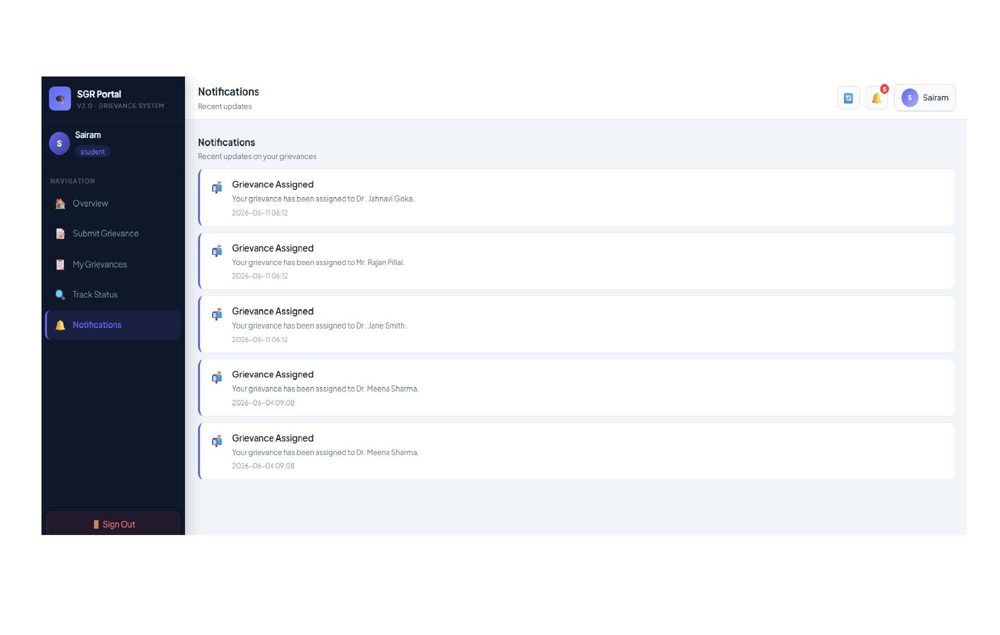 SGR Portal
V3.0 · GRIEVANCE SYSTEM
S
Sairam
student
NAVIGATION
Overview
Submit Grievance
My Grievances
Track Status
Notifications
Sign Out
Notifications
Recent updates
5
S
Sairam
Notifications
Recent updates on your grievances
Grievance Assigned
Your grievance has been assigned to Dr . Jahnavi Goka.
2026-06-11 06:12
Grievance Assigned
Your grievance has been assigned to Mr. Rajan Pillai.
2026-06-11 06:12
Grievance Assigned
Your grievance has been assigned to Dr . Jane Smith.
2026-06-11 06:12
Grievance Assigned
Your grievance has been assigned to Dr. Meena Sharma.
2026-06-04 09:08
Grievance Assigned
Your grievance has been assigned to Dr. Meena Sharma.
2026-06-04 09:08